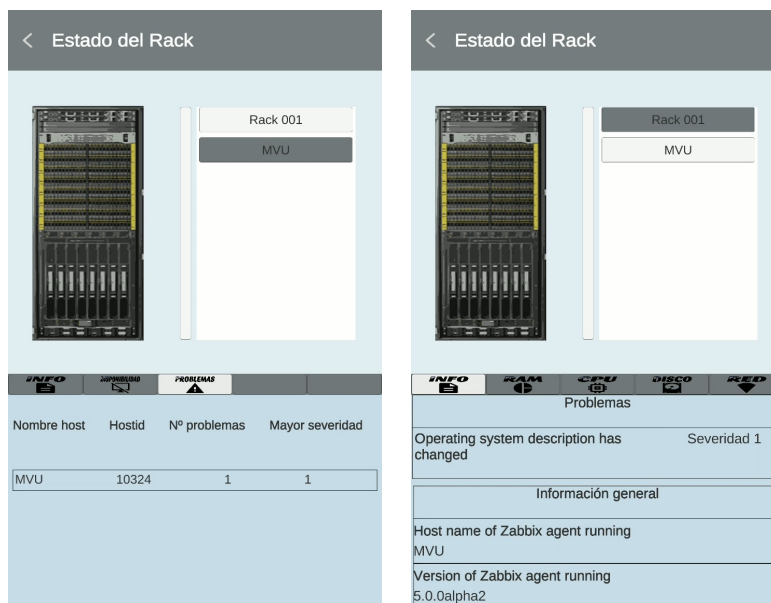 Estado del Rack
Rack 001
MVU
INFO DISPONIBILIDAD PROBLEMAS
Nombre host Hostid Nº problemas Mayor severidad
MVU 10324 1 1
Estado del Rack
Rack 001
MVU
INFO RAM CPU DISCO RED
Problemas
Operating system description has Severidad 1
changed
Información general
Host name of Zabbix agent running
MVU
Version of Zabbix agent running
5.0.0alpha2